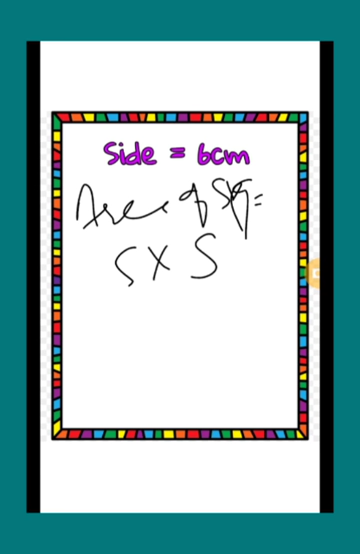 Side = 6cm
Area of Sq=
S X S